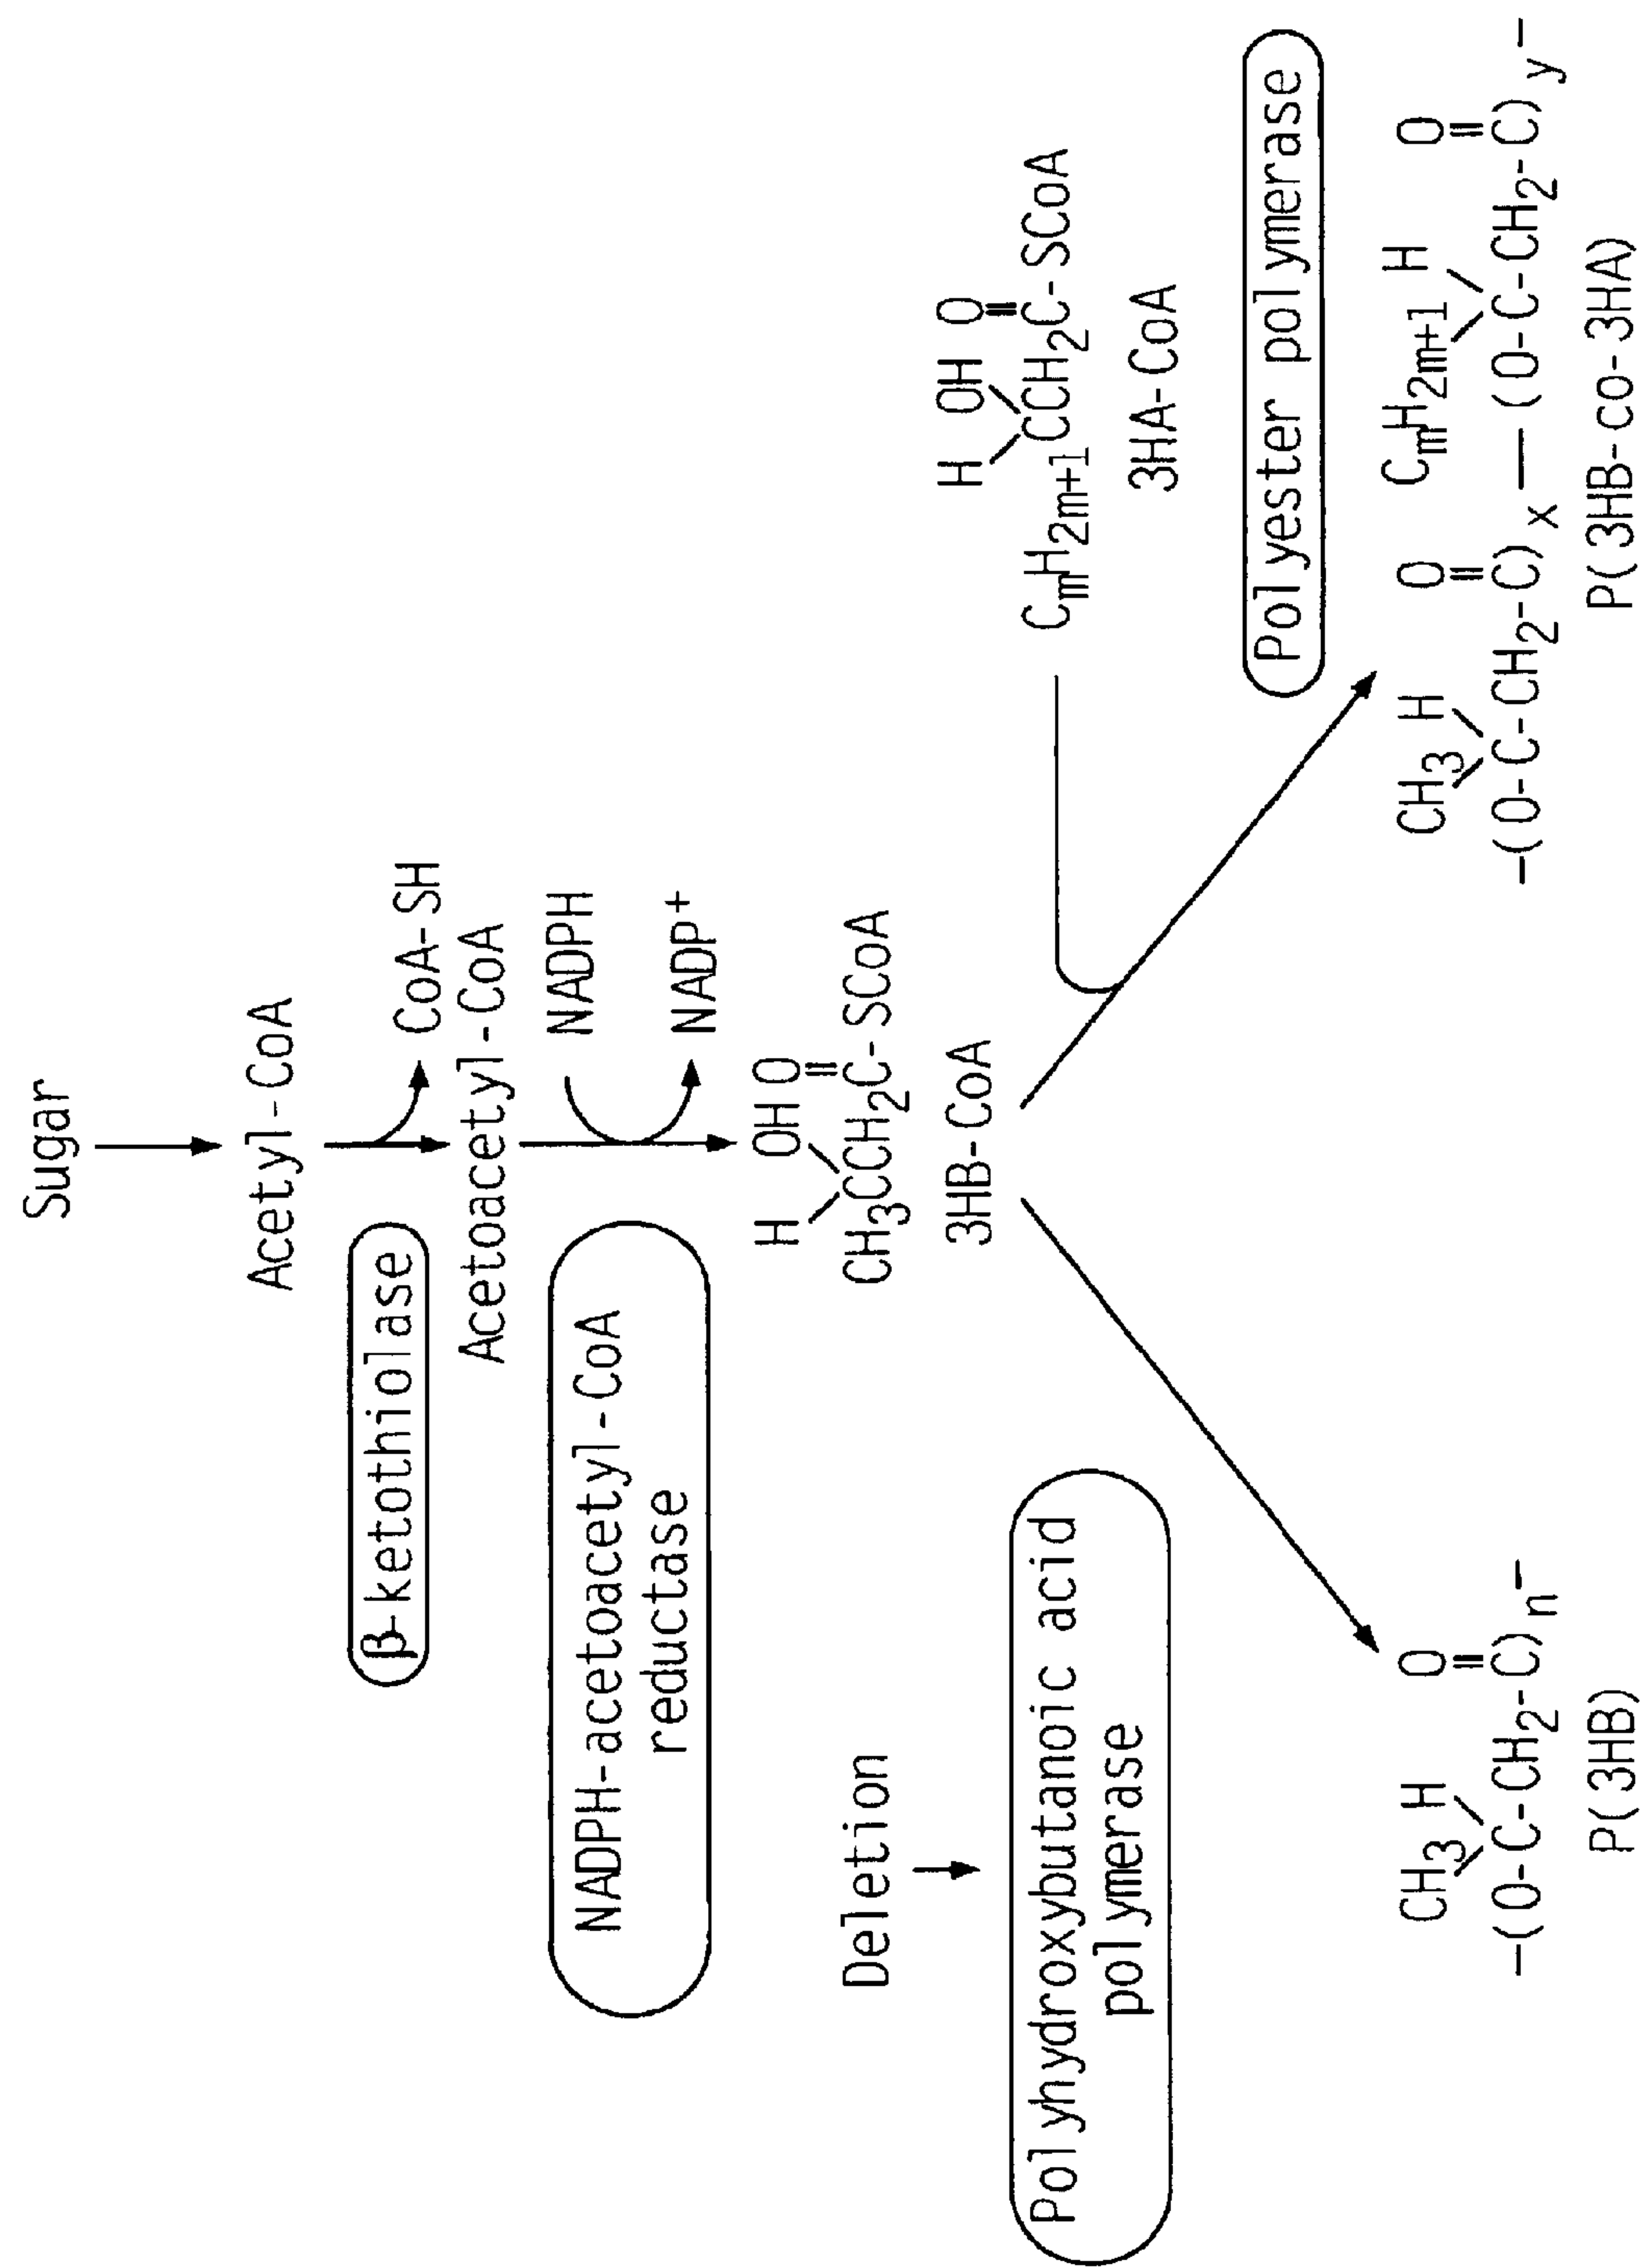 Sugar
Acetyl-CoA
β-ketothiolase
CoA-SH
Acetoacetyl-CoA
NADPH-acetoacetyl-CoA
reductase
NADPH
NADP+
H OH O
CH3CCH2C-SCoA
3HB-CoA
H OH O
CmH2m+1CCH2C-SCoA
3HA-CoA
Deletion
Polyhydroxybutanoic acid
polymerase
Polyester polymerase
CH3 H O
-(O-C-CH2-C)n-
P(3HB)
CH3 H O CmH2m+1 H O
-(O-C-CH2-C)x—(O-C-CH2-C)y-
P(3HB-co-3HA)